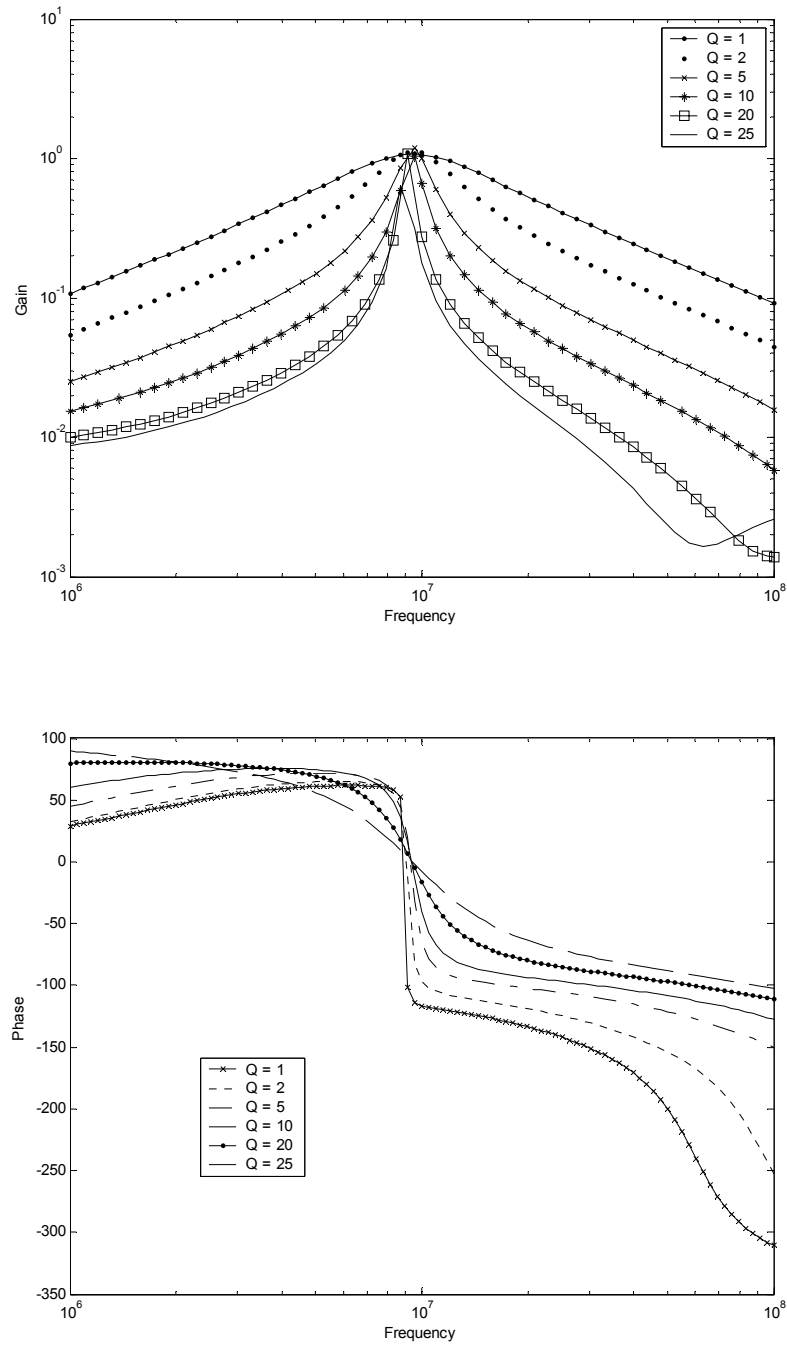 10^1
10^0
10^-1
10^-2
10^-3
Gain
Q = 1
Q = 2
Q = 5
Q = 10
Q = 20
Q = 25
10^6
10^7
10^8
Frequency
100
50
0
-50
-100
-150
-200
-250
-300
-350
Phase
Q = 1
Q = 2
Q = 5
Q = 10
Q = 20
Q = 25
10^6
10^7
10^8
Frequency